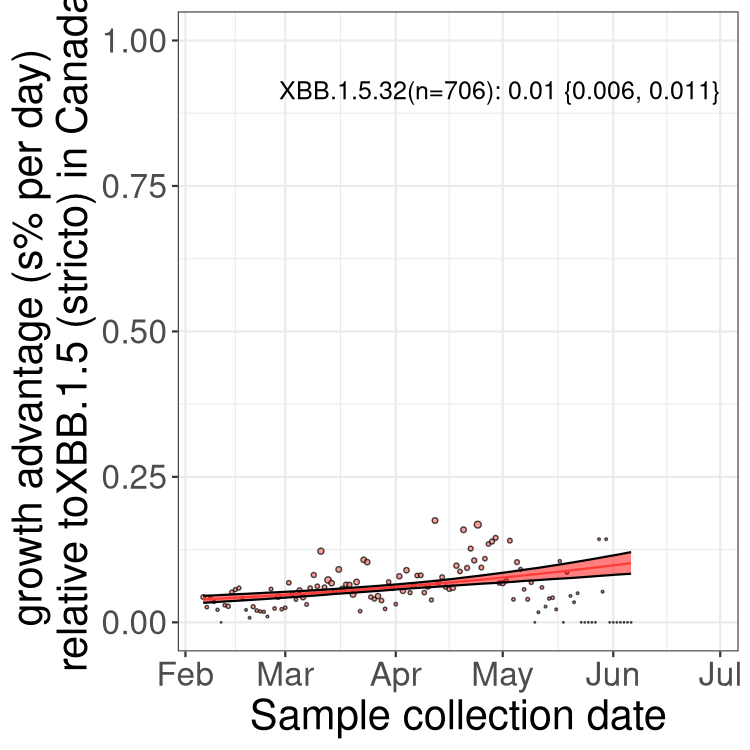 growth advantage (s% per day)
relative toXBB.1.5 (stricto) in Canada
1.00
0.75
0.50
0.25
0.00
XBB.1.5.32(n=706): 0.01 {0.006, 0.011}
Feb Mar Apr May Jun Jul
Sample collection date